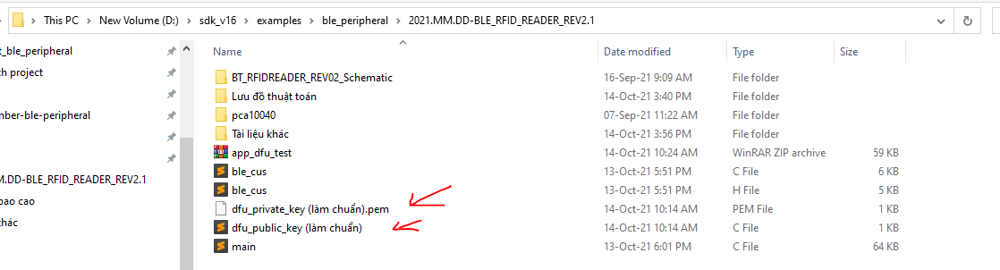 This PC > New Volume (D:) > sdk_v16 > examples > ble_peripheral > 2021.MM.DD-BLE_RFID_READER_REV2.1
t_ble_peripheral
ch project
mber-ble-peripheral
M.DD-BLE_RFID_READER_REV2.1
bao cao
thác
Name Date modified Type Size
BT_RFIDREADER_REV02_Schematic 16-Sep-21 9:09 AM File folder
Lưu đồ thuật toán 14-Oct-21 3:40 PM File folder
pca10040 07-Sep-21 11:22 AM File folder
Tài liệu khác 14-Oct-21 3:56 PM File folder
app_dfu_test 14-Oct-21 10:24 AM WinRAR ZIP archive 59 KB
ble_cus 13-Oct-21 5:51 PM C File 6 KB
ble_cus 13-Oct-21 5:51 PM H File 5 KB
dfu_private_key (làm chuẩn).pem 14-Oct-21 10:14 AM PEM File 1 KB
dfu_public_key (làm chuẩn) 14-Oct-21 10:14 AM C File 1 KB
main 13-Oct-21 6:01 PM C File 64 KB